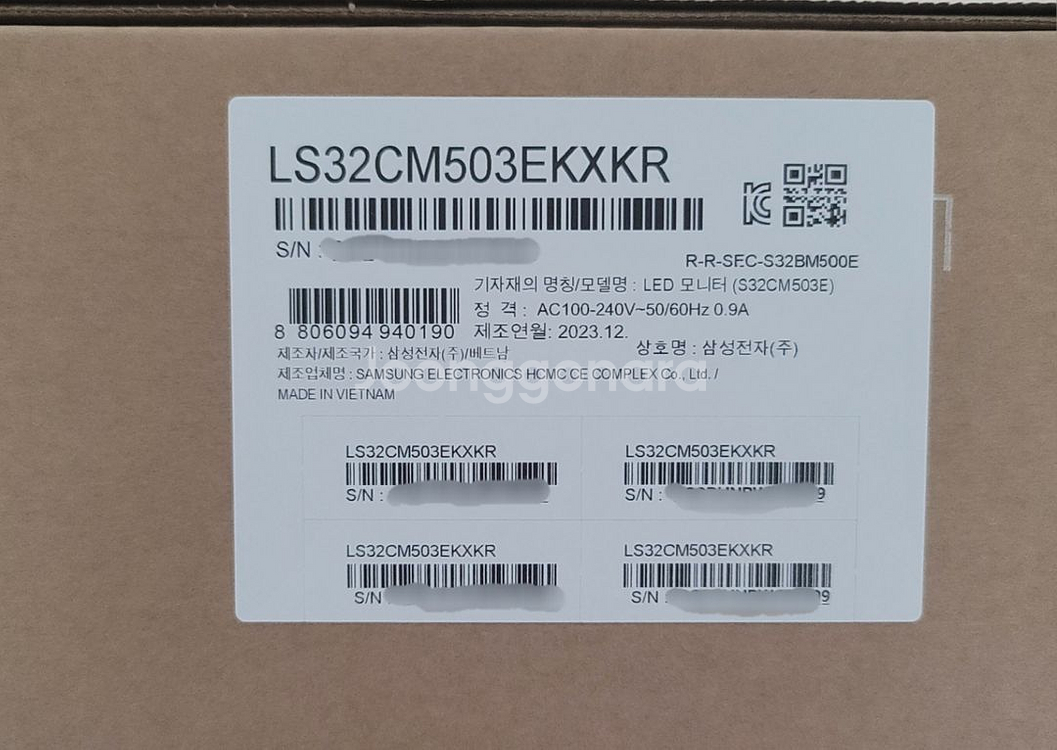 LS32CM503EKXKR
S/N :
R-R-SEC-S32BM500E
기자재의 명칭/모델명 : LED 모니터 (S32CM503E)
정 격 : AC100-240V~50/60Hz 0.9A
8 806094 940190
제조연월: 2023.12.
상호명 : 삼성전자(주)
제조자/제조국가 : 삼성전자(주)/베트남
제조업체명 : SAMSUNG ELECTRONICS HCMC CE COMPLEX Co., Ltd. /
MADE IN VIETNAM
Joonggonara
LS32CM503EKXKR
S/N :
LS32CM503EKXKR
S/N :
LS32CM503EKXKR
S/N
LS32CM503EKXKR
S/N :